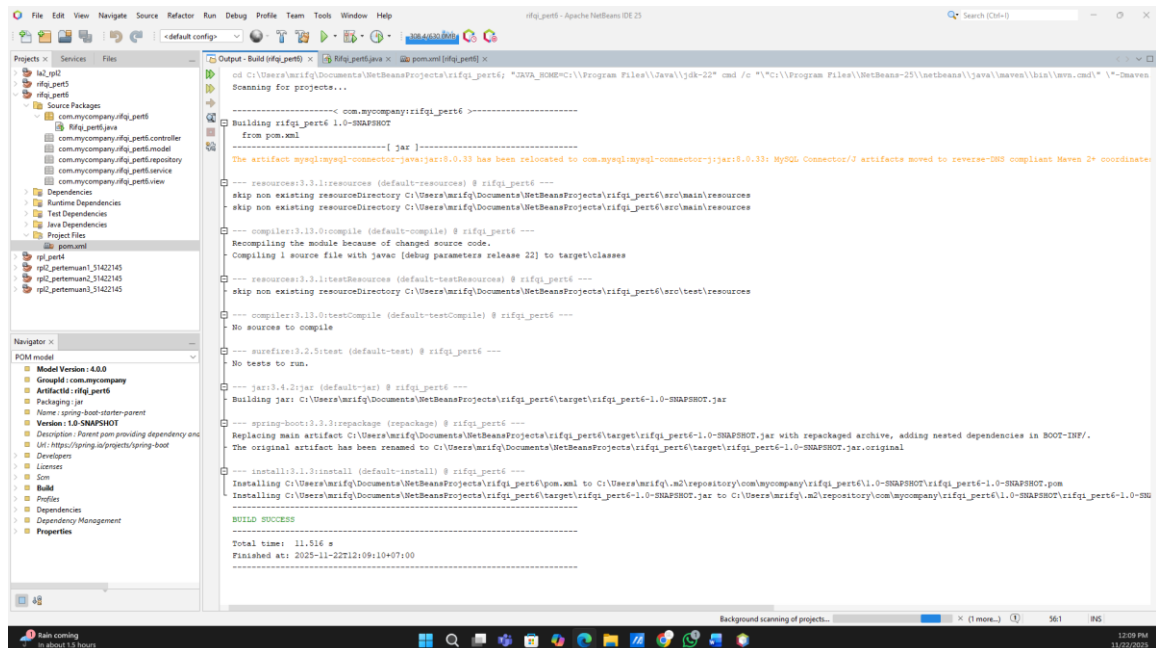 File Edit View Navigate Source Refactor Run Debug Profile Team Tools Window Help
rifqi_pert6 - Apache NetBeans IDE 25
Search (Ctrl+I)
<default config>
308.4/630.0MB
Projects × Services Files
Output - Build (rifqi_pert6) × Rifqi_pert6.java × pom.xml [rifqi_pert6] ×
la2_rpl2
rifqi_pert5
rifqi_pert6
Source Packages
com.mycompany.rifqi_pert6
Rifqi_pert6.java
com.mycompany.rifqi_pert6.controller
com.mycompany.rifqi_pert6.model
com.mycompany.rifqi_pert6.repository
com.mycompany.rifqi_pert6.service
com.mycompany.rifqi_pert6.view
Dependencies
Runtime Dependencies
Test Dependencies
Java Dependencies
Project Files
pom.xml
rpl_pert4
rpl2_pertemuan1_51422145
rpl2_pertemuan2_51422145
rpl2_pertemuan3_51422145
Navigator ×
POM model
Model Version : 4.0.0
GroupId : com.mycompany
ArtifactId : rifqi_pert6
Packaging : jar
Name : spring-boot-starter-parent
Version : 1.0-SNAPSHOT
Description : Parent pom providing dependency and
Url : https://spring.io/projects/spring-boot
Developers
Licenses
Scm
Build
Profiles
Dependencies
Dependency Management
Properties
cd C:\Users\mrifq\Documents\NetBeansProjects\rifqi_pert6; "JAVA_HOME=C:\\Program Files\\Java\\jdk-22" cmd /c "\"C:\\Program Files\\NetBeans-25\\netbeans\\java\\maven\\bin\\mvn.cmd\" \"-Dmaven
Scanning for projects...
--------------------< com.mycompany:rifqi_pert6 >---------------------
Building rifqi_pert6 1.0-SNAPSHOT
from pom.xml
--------------------------------[ jar ]---------------------------------
The artifact mysql:mysql-connector-java:jar:8.0.33 has been relocated to com.mysql:mysql-connector-j:jar:8.0.33: MySQL Connector/J artifacts moved to reverse-DNS compliant Maven 2+ coordinates
--- resources:3.3.1:resources (default-resources) @ rifqi_pert6 ---
skip non existing resourceDirectory C:\Users\mrifq\Documents\NetBeansProjects\rifqi_pert6\src\main\resources
skip non existing resourceDirectory C:\Users\mrifq\Documents\NetBeansProjects\rifqi_pert6\src\main\resources
--- compiler:3.13.0:compile (default-compile) @ rifqi_pert6 ---
Recompiling the module because of changed source code.
Compiling 1 source file with javac [debug parameters release 22] to target\classes
--- resources:3.3.1:testResources (default-testResources) @ rifqi_pert6 ---
skip non existing resourceDirectory C:\Users\mrifq\Documents\NetBeansProjects\rifqi_pert6\src\test\resources
--- compiler:3.13.0:testCompile (default-testCompile) @ rifqi_pert6 ---
No sources to compile
--- surefire:3.2.5:test (default-test) @ rifqi_pert6 ---
No tests to run.
--- jar:3.4.2:jar (default-jar) @ rifqi_pert6 ---
Building jar: C:\Users\mrifq\Documents\NetBeansProjects\rifqi_pert6\target\rifqi_pert6-1.0-SNAPSHOT.jar
--- spring-boot:3.3.3:repackage (repackage) @ rifqi_pert6 ---
Replacing main artifact C:\Users\mrifq\Documents\NetBeansProjects\rifqi_pert6\target\rifqi_pert6-1.0-SNAPSHOT.jar with repackaged archive, adding nested dependencies in BOOT-INF/.
The original artifact has been renamed to C:\Users\mrifq\Documents\NetBeansProjects\rifqi_pert6\target\rifqi_pert6-1.0-SNAPSHOT.jar.original
--- install:3.1.3:install (default-install) @ rifqi_pert6 ---
Installing C:\Users\mrifq\Documents\NetBeansProjects\rifqi_pert6\pom.xml to C:\Users\mrifq\.m2\repository\com\mycompany\rifqi_pert6\1.0-SNAPSHOT\rifqi_pert6-1.0-SNAPSHOT.pom
Installing C:\Users\mrifq\Documents\NetBeansProjects\rifqi_pert6\target\rifqi_pert6-1.0-SNAPSHOT.jar to C:\Users\mrifq\.m2\repository\com\mycompany\rifqi_pert6\1.0-SNAPSHOT\rifqi_pert6-1.0-SNA
------------------------------------------------------------------------
BUILD SUCCESS
------------------------------------------------------------------------
Total time: 11.516 s
Finished at: 2025-11-22T12:09:10+07:00
------------------------------------------------------------------------
Background scanning of projects... (1 more...) 56:1 INS
Rain coming
In about 1.5 hours
12:09 PM
11/22/2025